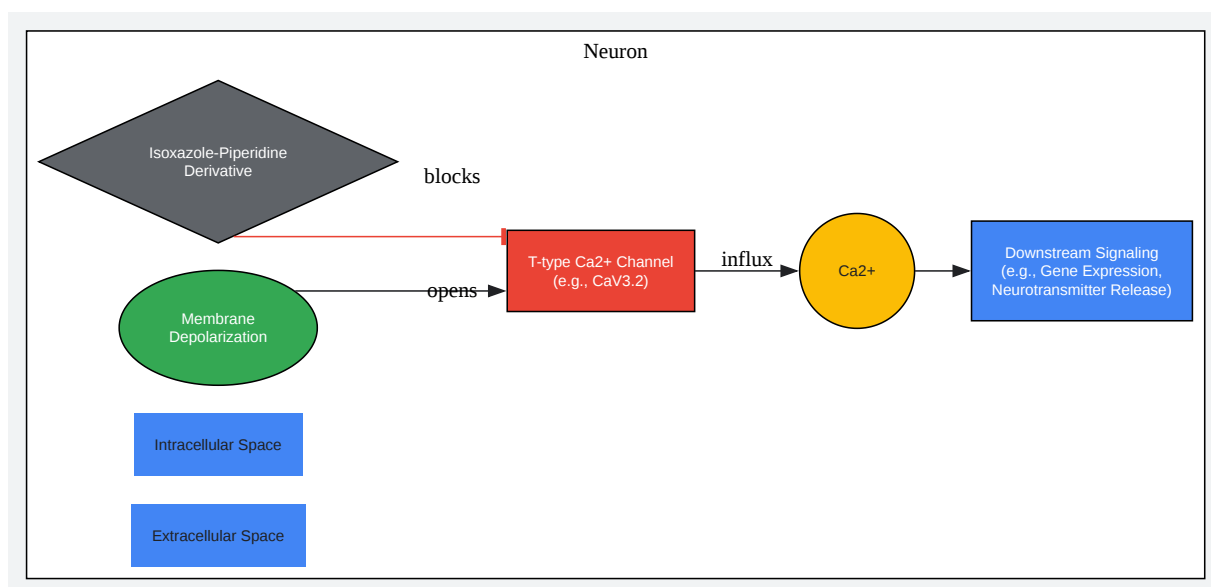 Neuron
Isoxazole-Piperidine
Derivative
blocks
T-type Ca2+ Channel
(e.g., CaV3.2)
influx
Ca2+
Downstream Signaling
(e.g., Gene Expression,
Neurotransmitter Release)
opens
Membrane
Depolarization
Intracellular Space
Extracellular Space